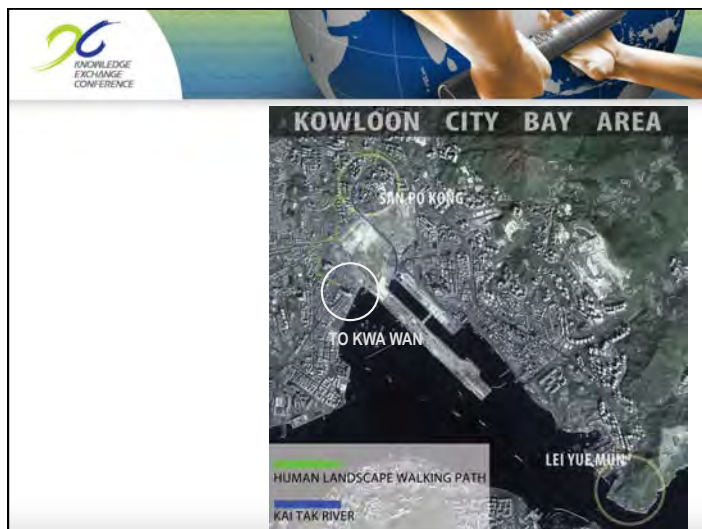 KNOWLEDGE
EXCHANGE
CONFERENCE
KOWLOON CITY BAY AREA
SAN PO KONG
TO KWA WAN
LEI YUE MUN
HUMAN LANDSCAPE WALKING PATH
KAI TAK RIVER